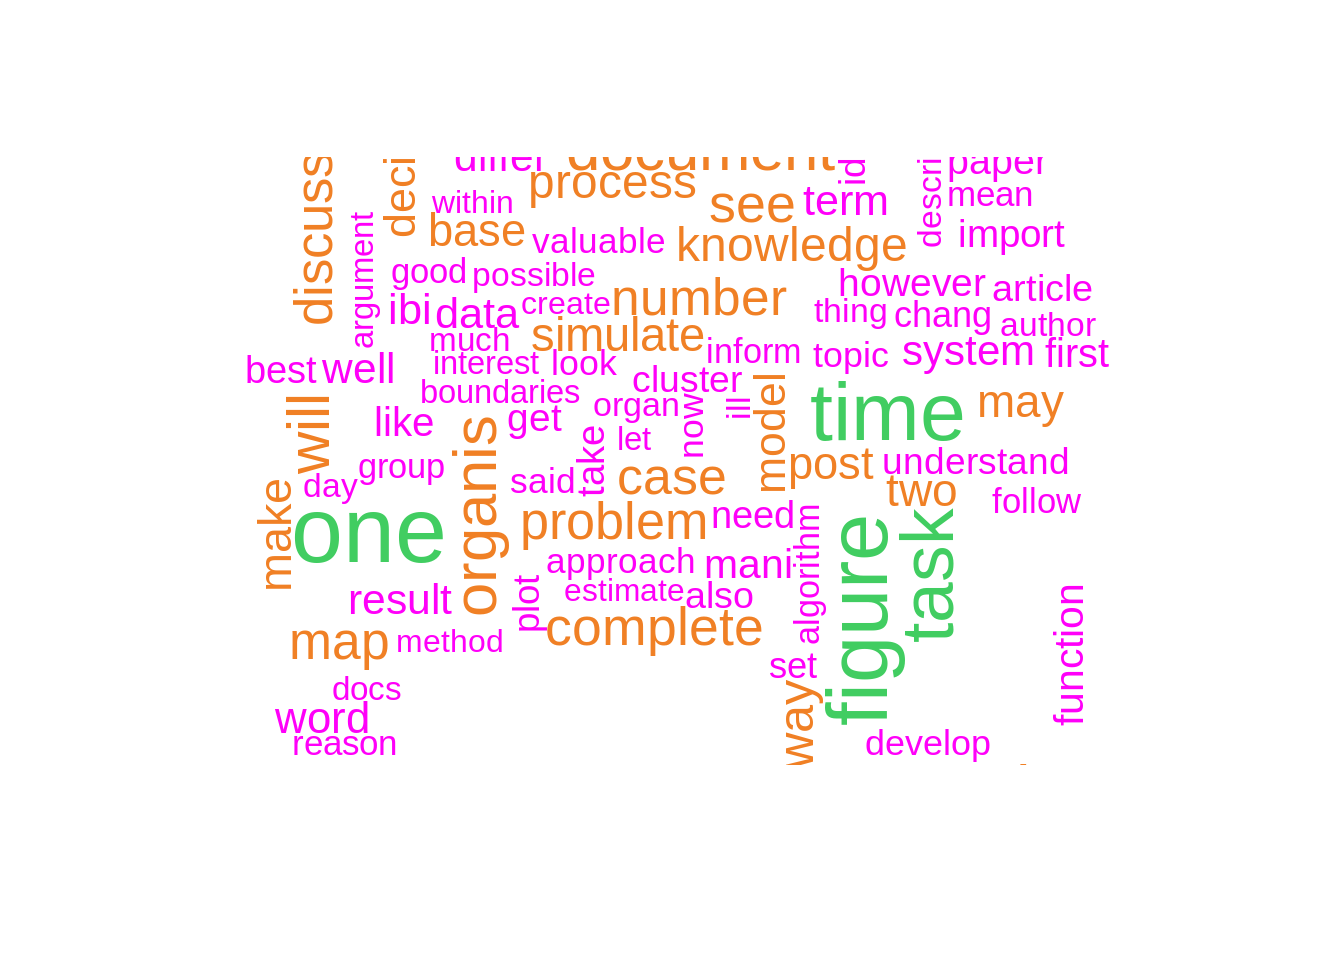 differ
document
paper
discuss
deci
process
id
descri
within
see
term
mean
base
valuable
knowledge
import
argument
good
possible
however
article
ibi
data
create
number
thing
chang
author
much
simulate
inform
topic
system
first
best
well
interest
look
cluster
boundaries
organ
now
ill
model
time
may
will
like
get
let
take
group
day
organis
said
case
post
understand
two
follow
make
one
problem
need
algorithm
figure
task
approach
mani
result
plot
estimate
also
function
map
method
complete
set
docs
word
reason
way
develop